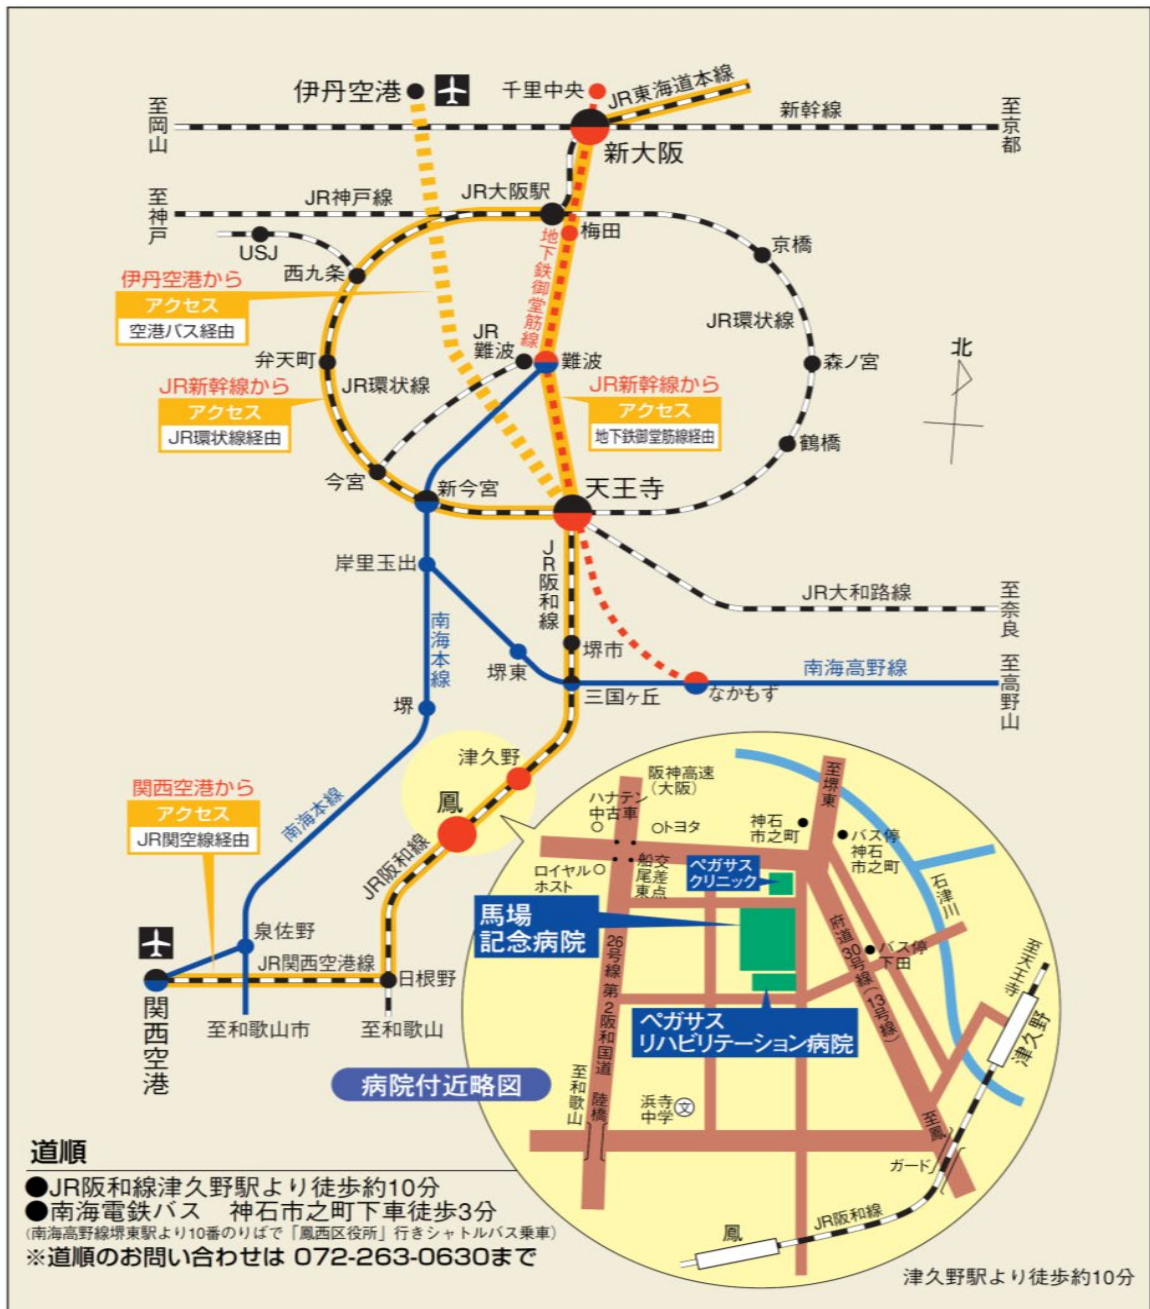 伊丹空港
千里中央
JR東海道本線
至岡山
新幹線
至京都
新大阪
JR大阪駅
至神戸
JR神戸線
USJ
梅田
京橋
西九条
伊丹空港から
アクセス
空港バス経由
地下鉄御堂筋線
JR環状線
JR難波
難波
弁天町
森ノ宮
北
JR環状線
JR新幹線から
アクセス
JR環状線経由
JR新幹線から
アクセス
地下鉄御堂筋線経由
鶴橋
今宮
新今宮
天王寺
岸里玉出
JR阪和線
JR大和路線
至奈良
南海本線
堺東
堺市
南海高野線
至高野山
三国ヶ丘
なかもず
堺
津久野
鳳
関西空港から
アクセス
JR関空線経由
南海本線
JR阪和線
泉佐野
JR関西空港線
日根野
関西空港
至和歌山市
至和歌山
阪神高速
(大阪)
至堺東
ハナテン
中古車
トヨタ
神石
市之町
バス停
神石
市之町
ロイヤル
ホスト
船尾東
交差点
ペガサス
クリニック
石津川
馬場
記念病院
26号線 第2阪和国道
府道30号線(13号線)
バス停
下田
至天王寺
津久野
ペガサス
リハビリテーション病院
至和歌山
陸橋
浜寺
中学
文
至鳳
ガード
JR阪和線
鳳
病院付近略図
道順
●JR阪和線津久野駅より徒歩約10分
●南海電鉄バス　神石市之町下車徒歩3分
(南海高野線堺東駅より10番のりばで「鳳西区役所」行きシャトルバス乗車)
※道順のお問い合わせは 072-263-0630まで
津久野駅より徒歩約10分